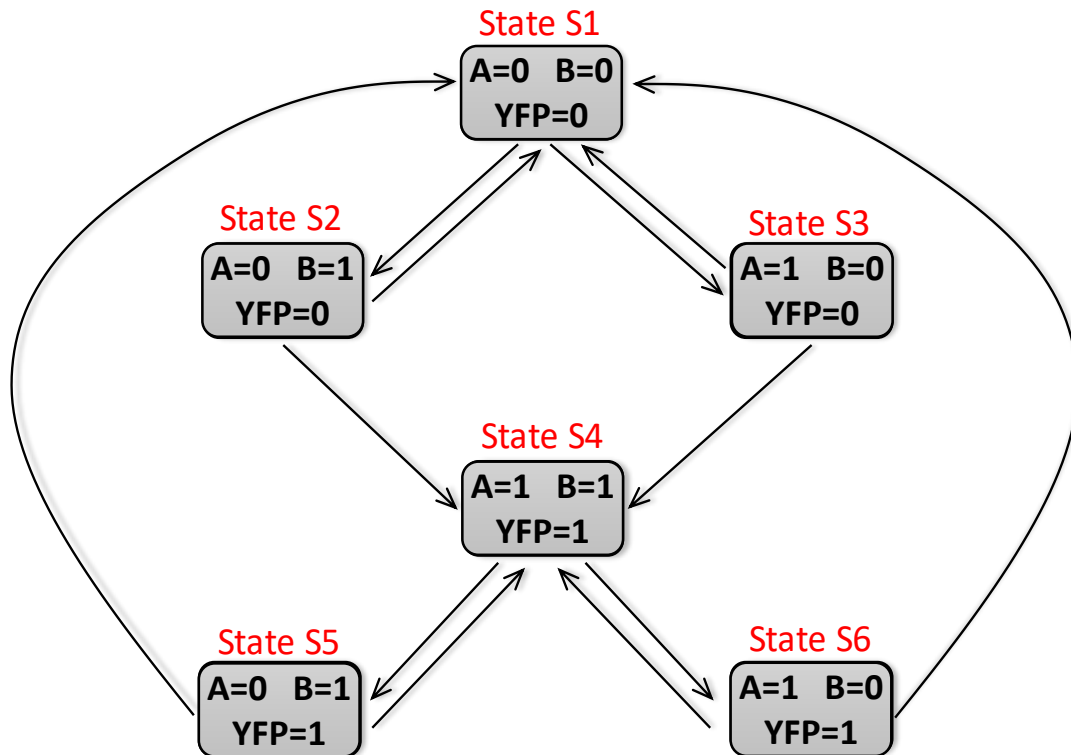 State S1
A=0 B=0
YFP=0
State S2
A=0 B=1
YFP=0
State S3
A=1 B=0
YFP=0
State S4
A=1 B=1
YFP=1
State S5
A=0 B=1
YFP=1
State S6
A=1 B=0
YFP=1